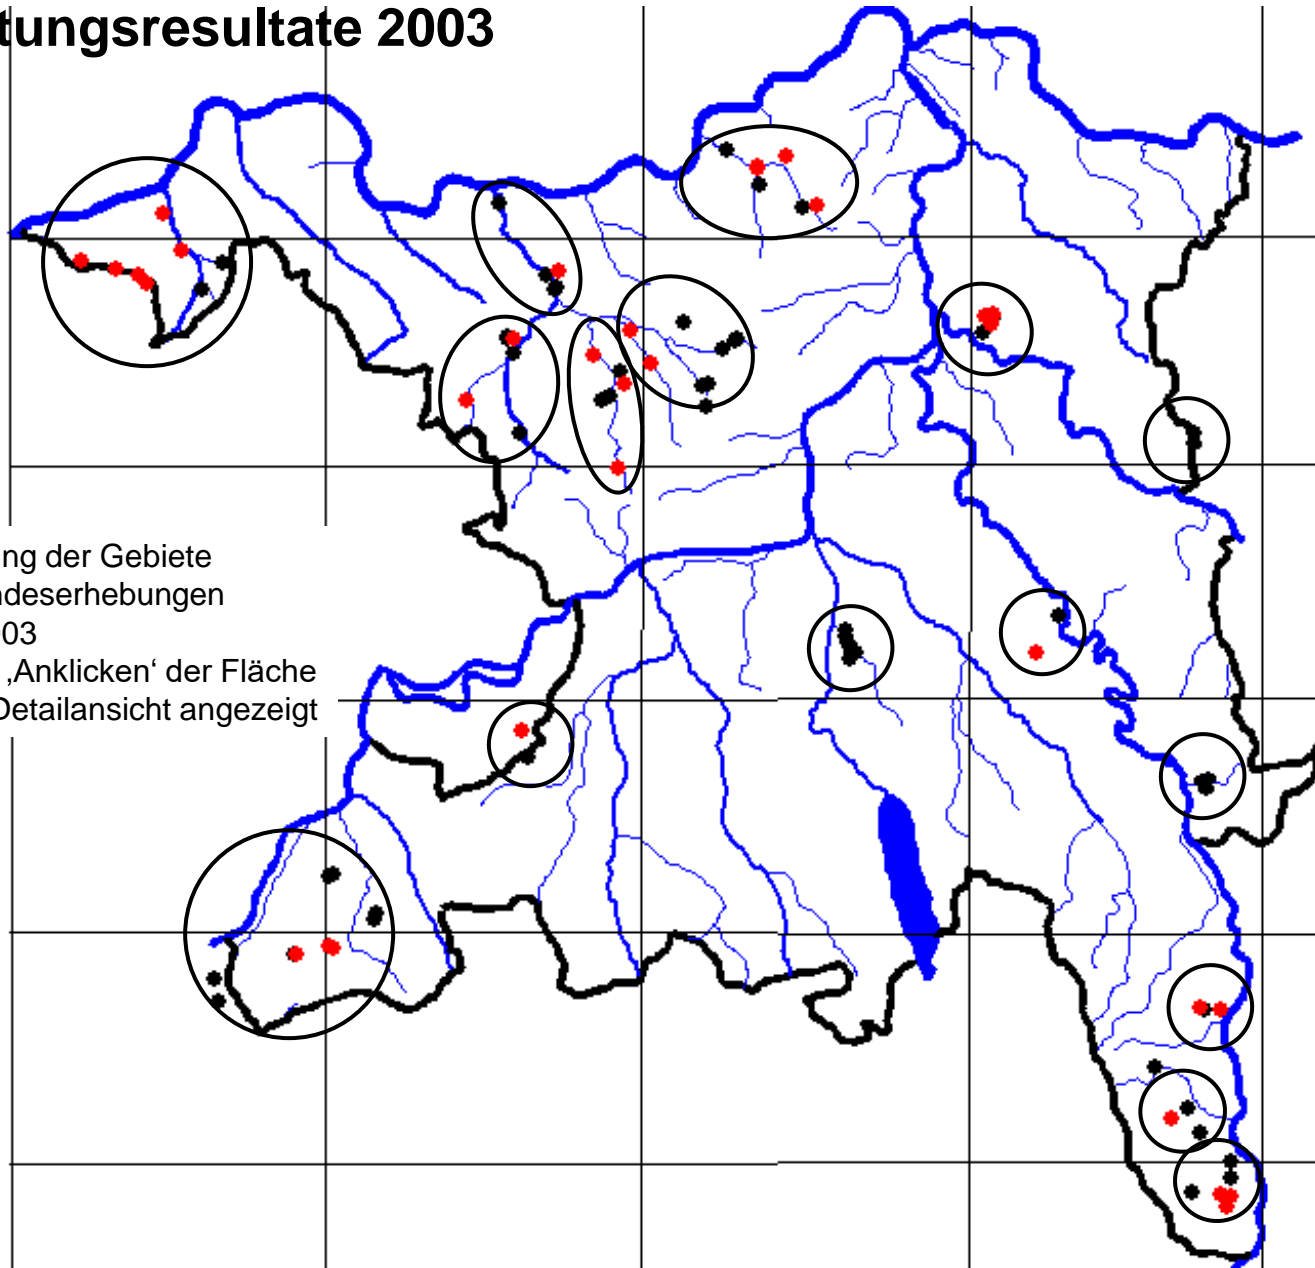 tungsresultate 2003
ng der Gebiete
ndeserhebungen
03
‚Anklicken‘ der Fläche
Detailansicht angezeigt